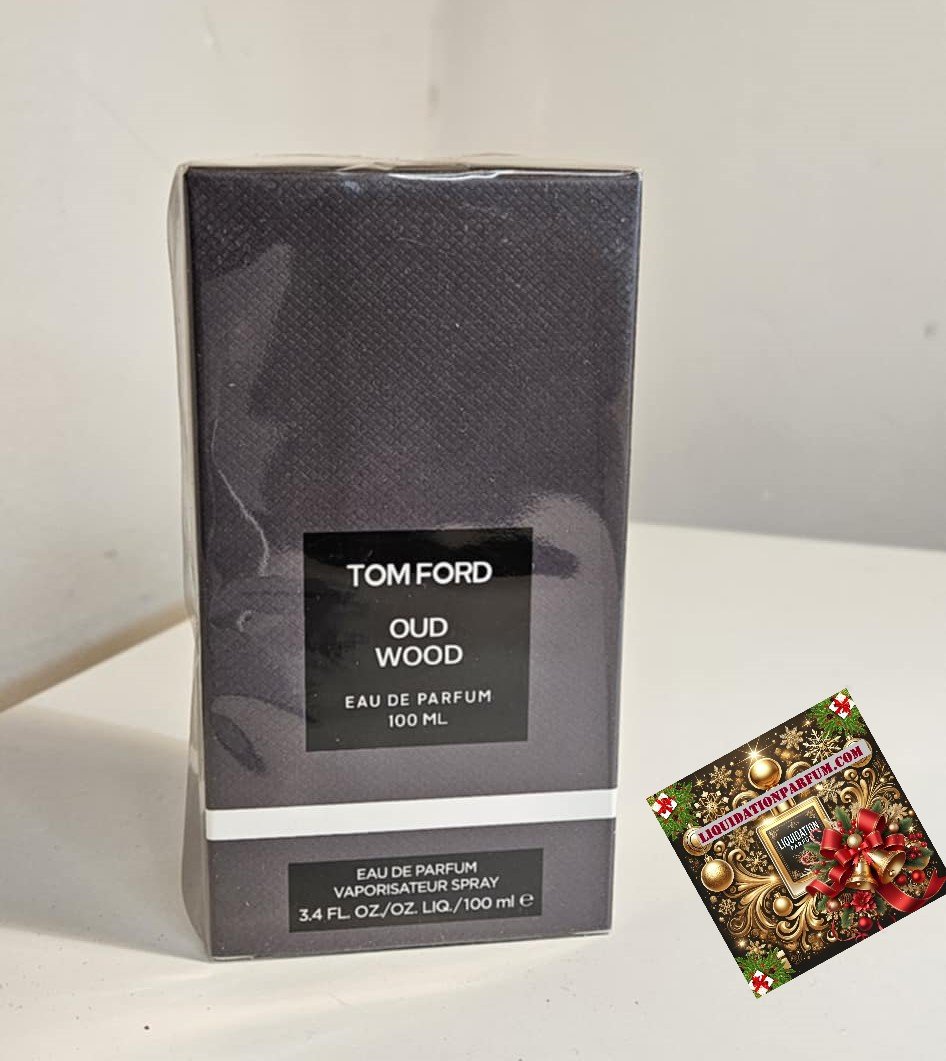 TOM FORD
OUD
WOOD
EAU DE PARFUM
100 ML
EAU DE PARFUM
VAPORISATEUR SPRAY
3.4 FL. OZ./OZ. LIQ./100 ml ℮
LIQUIDATIONPARFUM.COM
LIQUIDATION
PARFUM